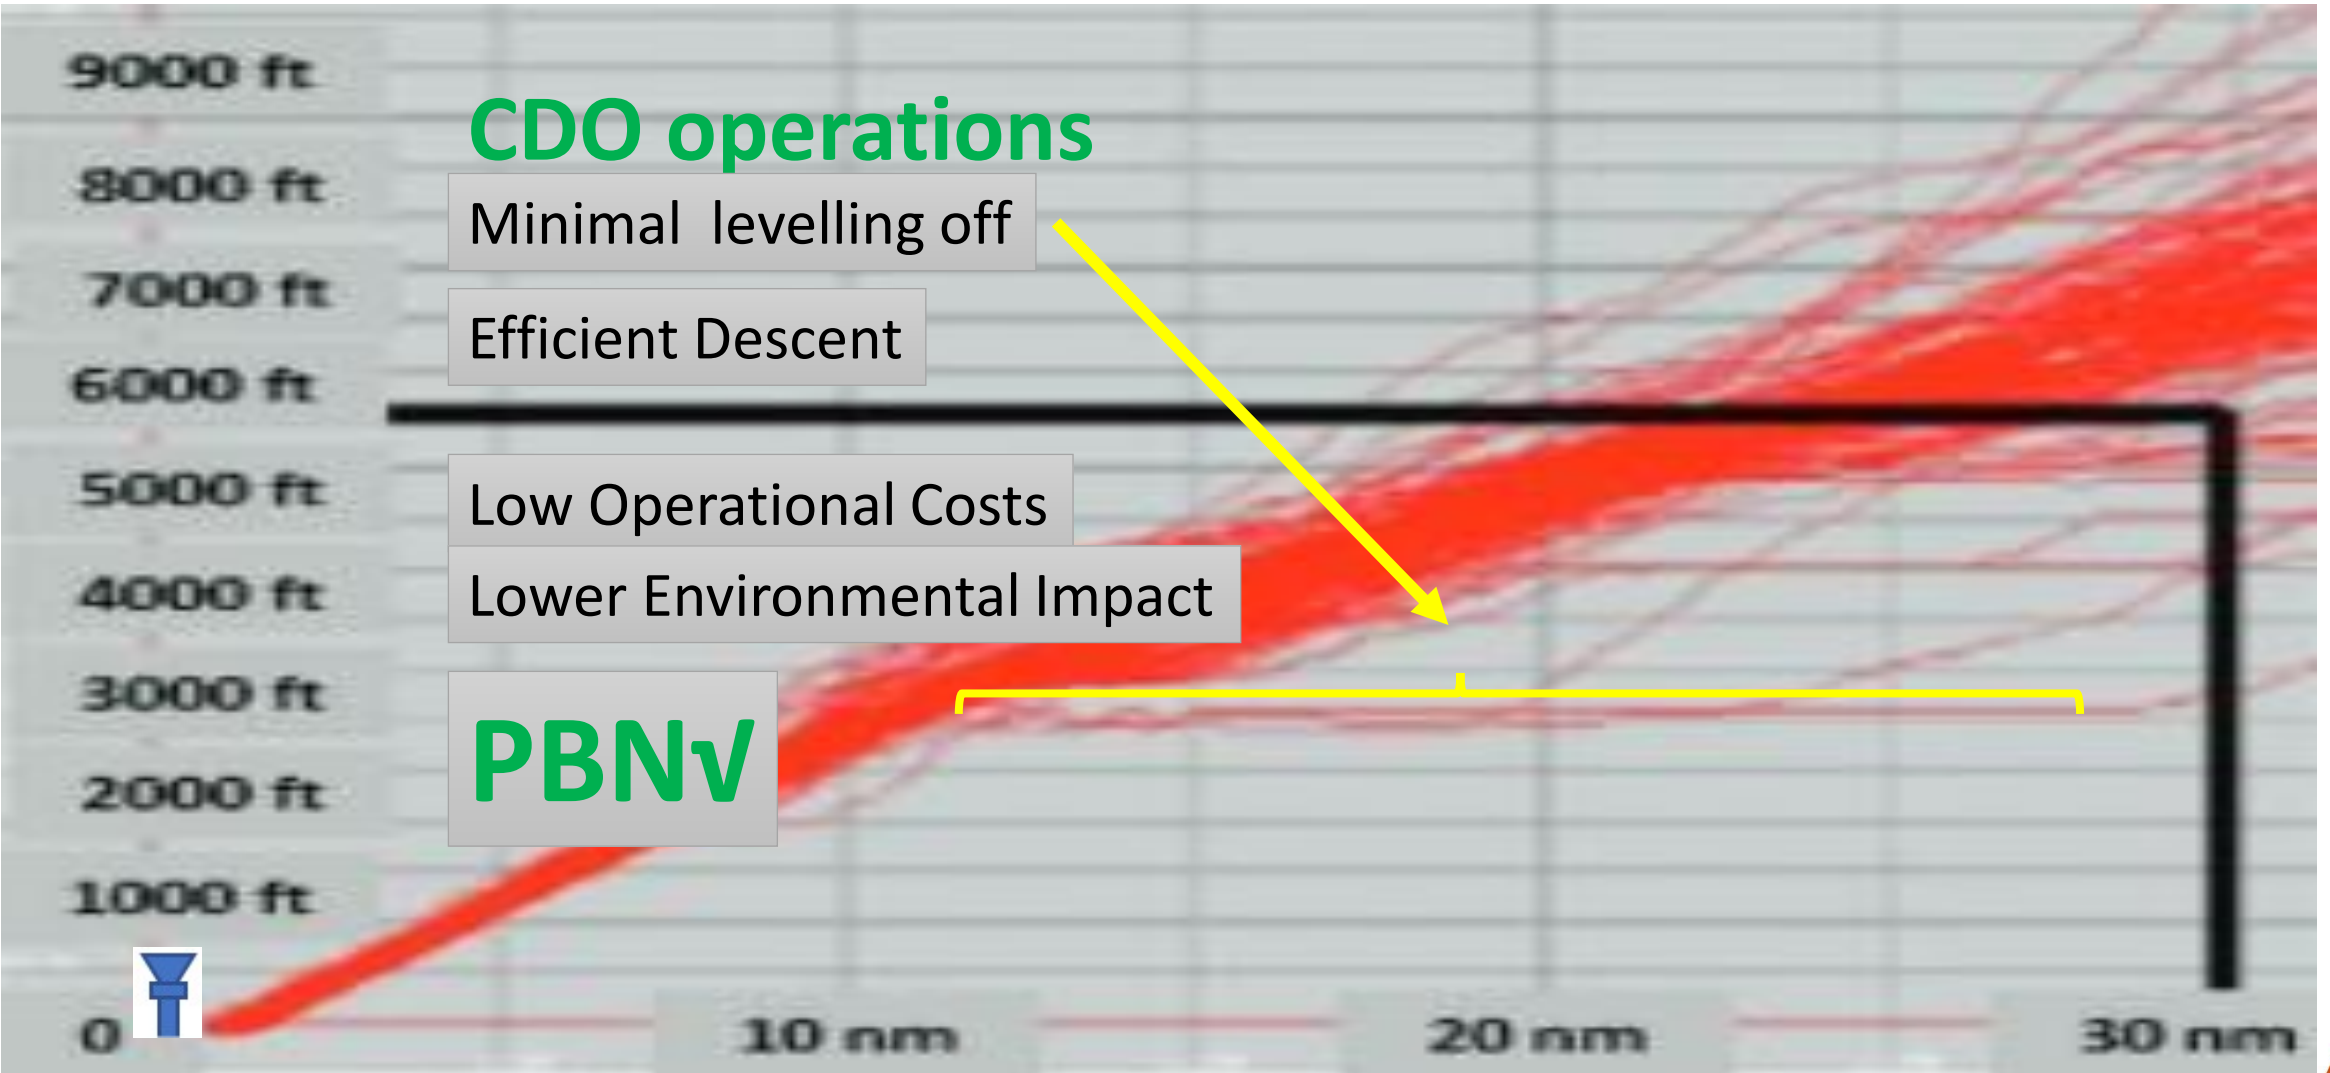 9000 ft
CDO operations
8000 ft
Minimal levelling off
7000 ft
Efficient Descent
6000 ft
5000 ft
Low Operational Costs
4000 ft
Lower Environmental Impact
3000 ft
PBN√
2000 ft
1000 ft
0
10 nm
20 nm
30 nm